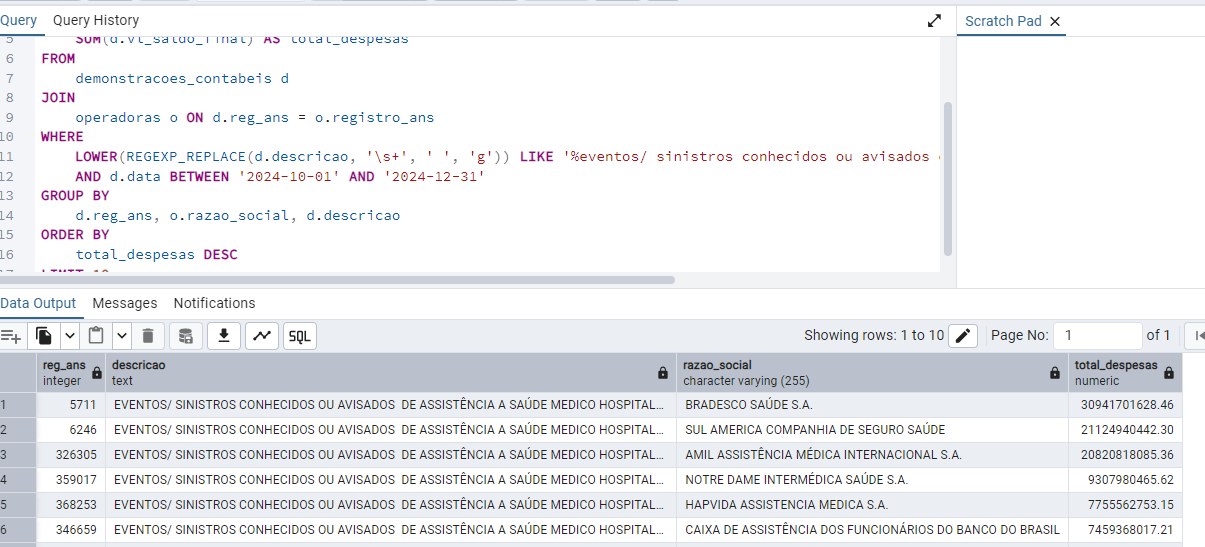 Query Query History
Scratch Pad
5 SUM(d.vl_saldo_final) AS total_despesas
6 FROM
7 demonstracoes_contabeis d
8 JOIN
9 operadoras o ON d.reg_ans = o.registro_ans
10 WHERE
11 LOWER(REGEXP_REPLACE(d.descricao, '\s+', ' ', 'g')) LIKE '%eventos/ sinistros conhecidos ou avisados
12 AND d.data BETWEEN '2024-10-01' AND '2024-12-31'
13 GROUP BY
14 d.reg_ans, o.razao_social, d.descricao
15 ORDER BY
16 total_despesas DESC
17 LIMIT 10
Data Output Messages Notifications
SQL Showing rows: 1 to 10 Page No: 1 of 1
reg_ans descricao razao_social total_despesas
integer text character varying (255) numeric
1 5711 EVENTOS/ SINISTROS CONHECIDOS OU AVISADOS  DE ASSISTÊNCIA A SAÚDE MEDICO HOSPITAL... BRADESCO SAÚDE S.A. 30941701628.46
2 6246 EVENTOS/ SINISTROS CONHECIDOS OU AVISADOS  DE ASSISTÊNCIA A SAÚDE MEDICO HOSPITAL... SUL AMERICA COMPANHIA DE SEGURO SAÚDE 21124940442.30
3 326305 EVENTOS/ SINISTROS CONHECIDOS OU AVISADOS  DE ASSISTÊNCIA A SAÚDE MEDICO HOSPITAL... AMIL ASSISTÊNCIA MÉDICA INTERNACIONAL S.A. 20820818085.36
4 359017 EVENTOS/ SINISTROS CONHECIDOS OU AVISADOS  DE ASSISTÊNCIA A SAÚDE MEDICO HOSPITAL... NOTRE DAME INTERMÉDICA SAÚDE S.A. 9307980465.62
5 368253 EVENTOS/ SINISTROS CONHECIDOS OU AVISADOS  DE ASSISTÊNCIA A SAÚDE MEDICO HOSPITAL... HAPVIDA ASSISTENCIA MEDICA S.A. 7755562753.15
6 346659 EVENTOS/ SINISTROS CONHECIDOS OU AVISADOS  DE ASSISTÊNCIA A SAÚDE MEDICO HOSPITAL... CAIXA DE ASSISTÊNCIA DOS FUNCIONÁRIOS DO BANCO DO BRASIL 7459368017.21